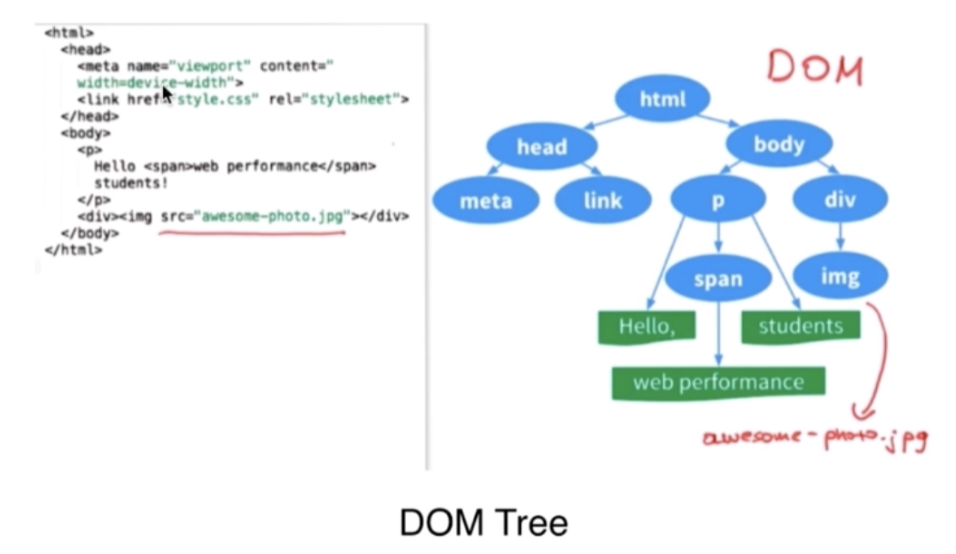 <html>
<head>
<meta name="viewport" content="
width=device-width">
<link href="style.css" rel="stylesheet">
</head>
<body>
<p>
Hello <span>web performance</span>
students!
</p>
<div><img src="awesome-photo.jpg"></div>
</body>
</html>
DOM
html
head
body
meta
link
p
div
span
img
Hello,
students
web performance
awesome-photo.jpg
DOM Tree